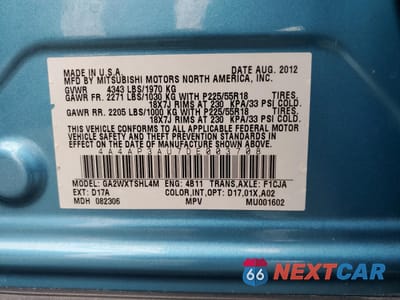 MADE IN U.S.A. DATE AUG. 2012
MFG BY MITSUBISHI MOTORS NORTH AMERICA, INC.
GVWR 4343 LBS/1970 KG
GAWR FR. 2271 LBS/1030 KG WITH P225/55R18 TIRES,
18X7J RIMS AT 230 KPA/33 PSI COLD.
GAWR RR. 2205 LBS/1000 KG WITH P225/55R18 TIRES,
18X7J RIMS AT 230 KPA/33 PSI COLD.
THIS VEHICLE CONFORMS TO ALL APPLICABLE FEDERAL MOTOR
VEHICLE SAFETY AND THEFT PREVENTION STANDARDS IN
EFFECT ON THE DATE OF MANUFACTURE SHOWN ABOVE.
4A4AP3AU7DE003708
MODEL: GA2WXTSHL4M ENG: 4B11 TRANS,AXLE: F1CJA
EXT: D17A COLOR,INT,OPT: D17,01X,A02
MDH 082306 MPV MU001602
66 NEXTCAR